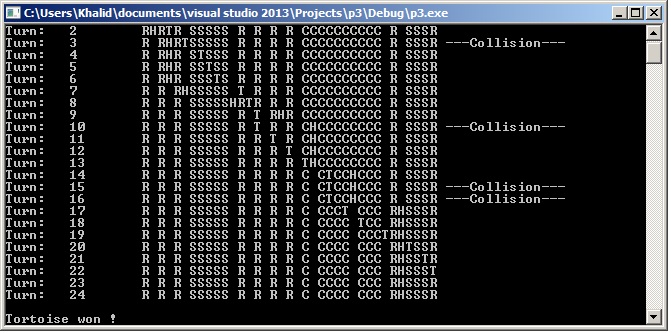 C:\Users\Khalid\documents\visual studio 2013\Projects\p3\Debug\p3.exe
Turn: 2 RHRTR SSSSS R R R R CCCCCCCCCC R SSSR
Turn: 3 R RHRTSSSSS R R R R CCCCCCCCCC R SSSR ---Collision---
Turn: 4 R RHR STSSS R R R R CCCCCCCCCC R SSSR
Turn: 5 R RHR SSTSS R R R R CCCCCCCCCC R SSSR
Turn: 6 R RHR SSSTS R R R R CCCCCCCCCC R SSSR
Turn: 7 R R RHSSSSS T R R R CCCCCCCCCC R SSSR
Turn: 8 R R R SSSSSHRTR R R CCCCCCCCCC R SSSR
Turn: 9 R R R SSSSS R T RHR CCCCCCCCCC R SSSR
Turn: 10 R R R SSSSS R T R R CHCCCCCCCC R SSSR ---Collision---
Turn: 11 R R R SSSSS R R T R CHCCCCCCCC R SSSR
Turn: 12 R R R SSSSS R R R T CHCCCCCCCC R SSSR
Turn: 13 R R R SSSSS R R R R THCCCCCCCC R SSSR
Turn: 14 R R R SSSSS R R R R C CTCCHCCC R SSSR
Turn: 15 R R R SSSSS R R R R C CTCCHCCC R SSSR ---Collision---
Turn: 16 R R R SSSSS R R R R C CTCCHCCC R SSSR ---Collision---
Turn: 17 R R R SSSSS R R R R C CCCT CCC RHSSSR
Turn: 18 R R R SSSSS R R R R C CCCC TCC RHSSSR
Turn: 19 R R R SSSSS R R R R C CCCC CCCTRHSSSR
Turn: 20 R R R SSSSS R R R R C CCCC CCC RHTSSR
Turn: 21 R R R SSSSS R R R R C CCCC CCC RHSSTR
Turn: 22 R R R SSSSS R R R R C CCCC CCC RHSSST
Turn: 23 R R R SSSSS R R R R C CCCC CCC RHSSSR
Turn: 24 R R R SSSSS R R R R C CCCC CCC RHSSSR
Tortoise won !